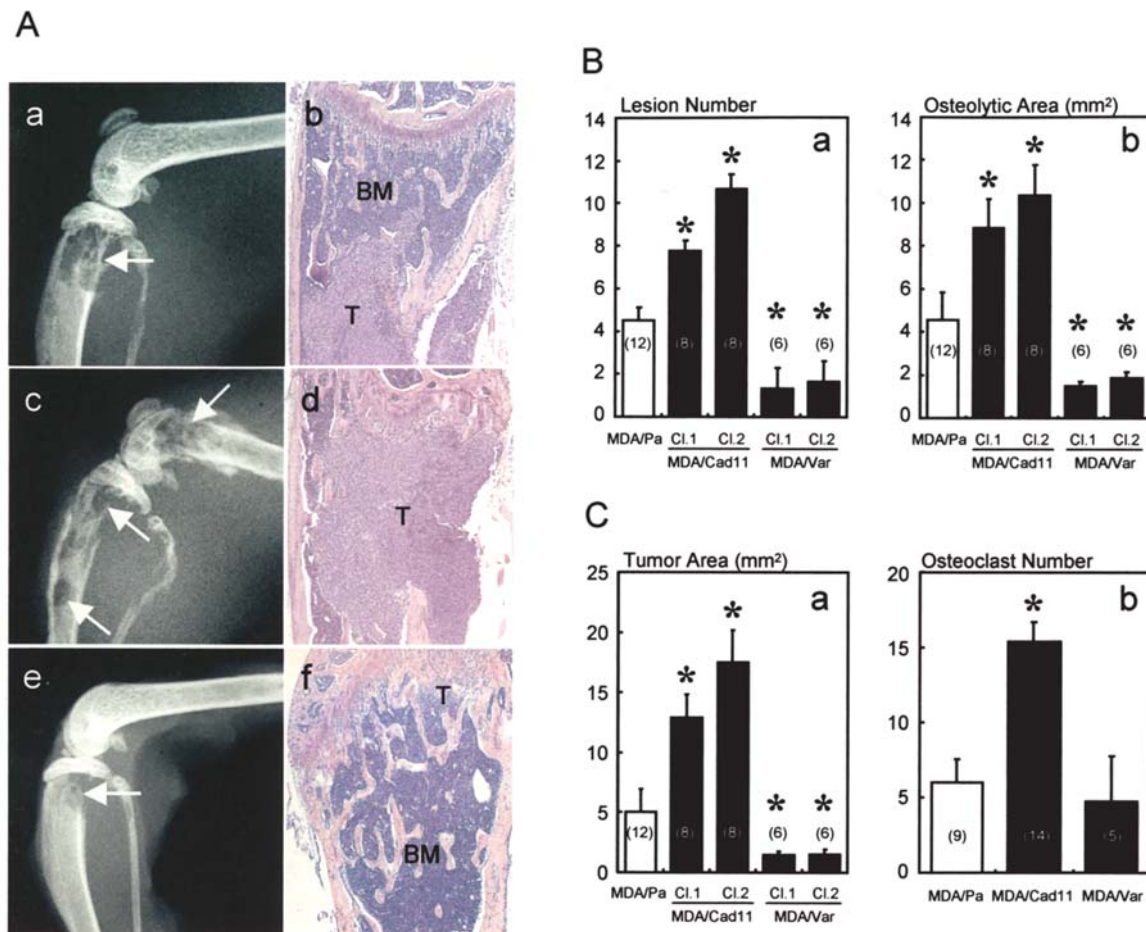 A
a
b
BM
T
c
d
T
e
f
T
BM
B
Lesion Number
a
14
12
10
8
6
4
2
0
*
*
*
*
(12)
(8)
(8)
(6)
(6)
MDA/Pa
Cl.1
Cl.2
Cl.1
Cl.2
MDA/Cad11
MDA/Var
Osteolytic Area (mm²)
b
14
12
10
8
6
4
2
0
*
*
*
*
(12)
(8)
(8)
(6)
(6)
MDA/Pa
Cl.1
Cl.2
Cl.1
Cl.2
MDA/Cad11
MDA/Var
C
Tumor Area (mm²)
a
25
20
15
10
5
0
*
*
*
*
(12)
(8)
(8)
(6)
(6)
MDA/Pa
Cl.1
Cl.2
Cl.1
Cl.2
MDA/Cad11
MDA/Var
Osteoclast Number
b
20
15
10
5
0
*
(9)
(14)
(5)
MDA/Pa
MDA/Cad11
MDA/Var